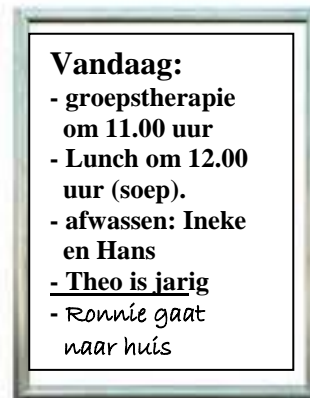 Vandaag:
- groepstherapie
om 11.00 uur
- Lunch om 12.00
uur (soep).
- afwassen: Ineke
en Hans
- Theo is jarig
- Ronnie gaat
naar huis